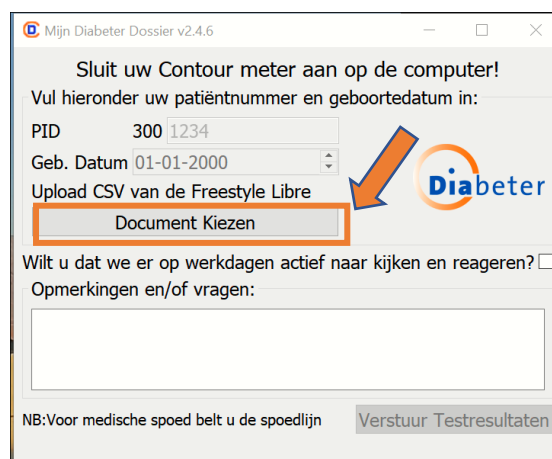 Mijn Diabeter Dossier v2.4.6
Sluit uw Contour meter aan op de computer!
Vul hieronder uw patiëntnummer en geboortedatum in:
PID 300 1234
Geb. Datum 01-01-2000
Diabeter
Upload CSV van de Freestyle Libre
Document Kiezen
Wilt u dat we er op werkdagen actief naar kijken en reageren?
Opmerkingen en/of vragen:
NB:Voor medische spoed belt u de spoedlijn
Verstuur Testresultaten